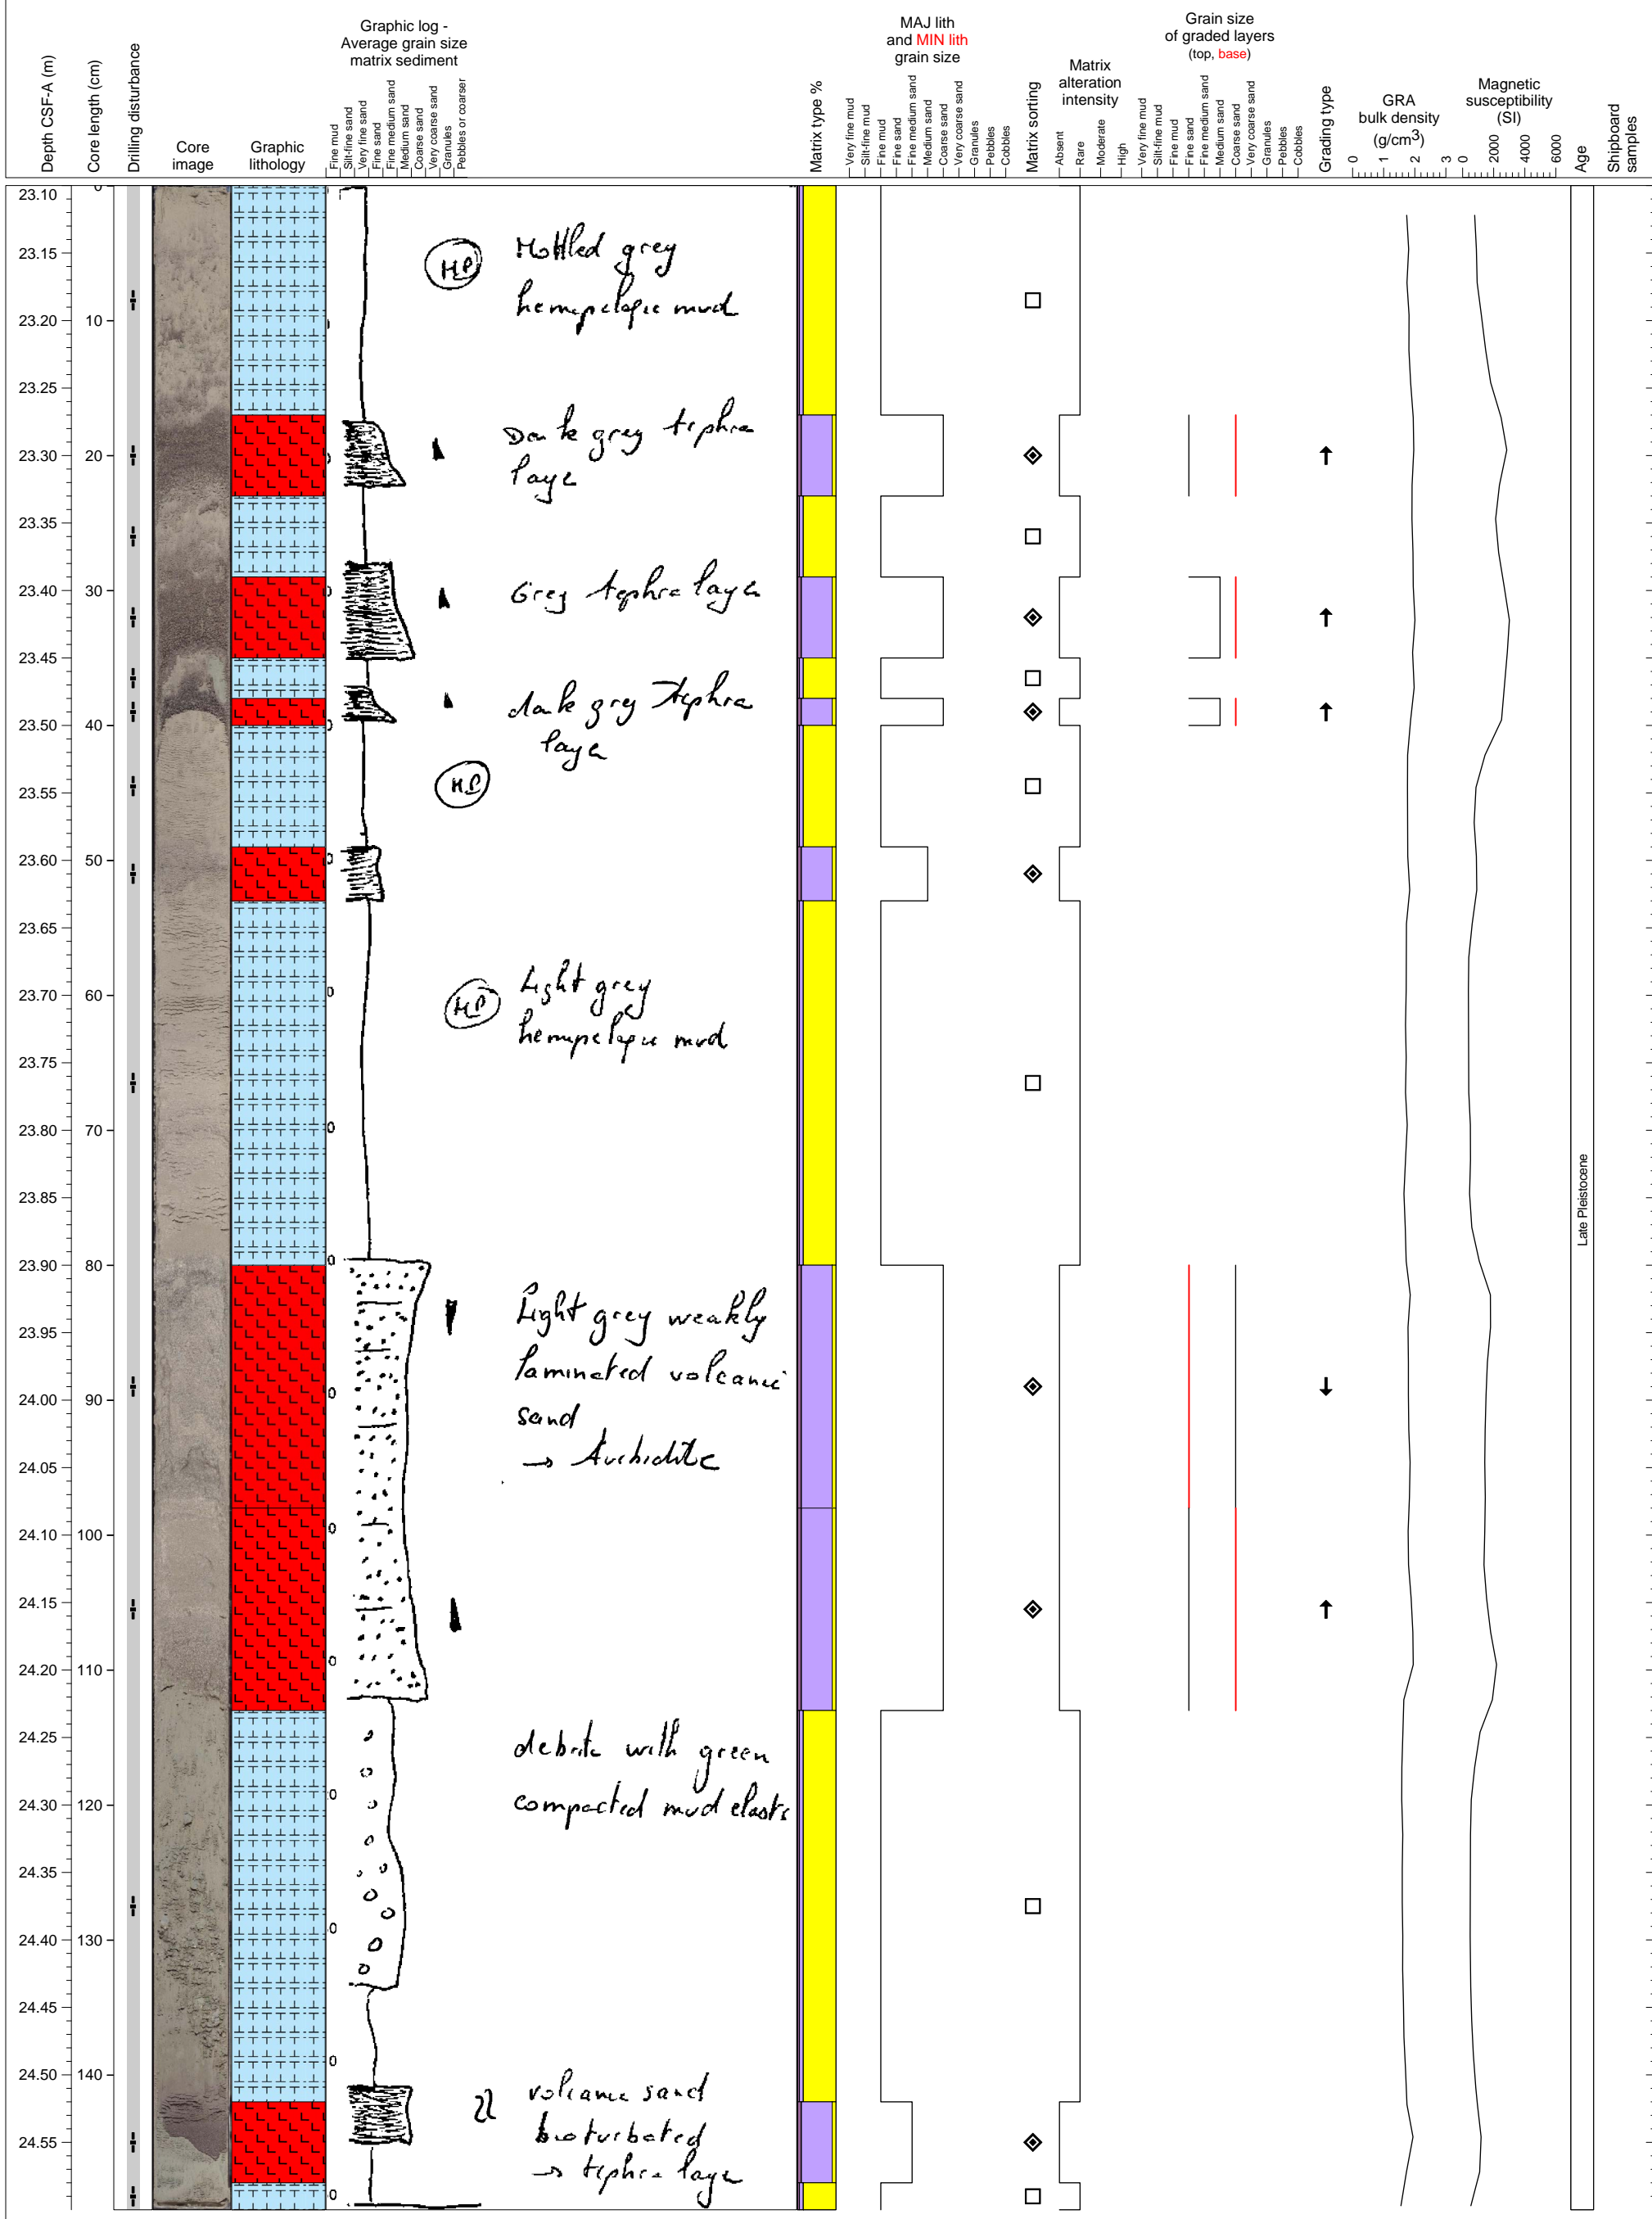 Depth CSF-A (m)
Core length (cm)
Drilling disturbance
Core
image
Graphic
lithology
Graphic log -
Average grain size
matrix sediment
Fine mud
Silt-fine sand
Very fine sand
Fine sand
Fine medium sand
Medium sand
Coarse sand
Very coarse sand
Granules
Pebbles or coarser
Matrix type %
MAJ lith
and MIN lith
grain size
Very fine mud
Silt-fine mud
Fine mud
Fine sand
Fine medium sand
Medium sand
Coarse sand
Very coarse sand
Granules
Pebbles
Cobbles
Matrix sorting
Matrix
alteration
intensity
Absent
Rare
Moderate
High
Grain size
of graded layers
(top, base)
Very fine mud
Silt-fine mud
Fine mud
Fine sand
Fine medium sand
Medium sand
Coarse sand
Very coarse sand
Granules
Pebbles
Cobbles
Grading type
GRA
bulk density
(g/cm3)
0 1 2 3
Magnetic
susceptibility
(SI)
0 2000 4000 6000
Age
Shipboard
samples
23.10 0
23.15
23.20 10
23.25
23.30 20
23.35
23.40 30
23.45
23.50 40
23.55
23.60 50
23.65
23.70 60
23.75
23.80 70
23.85
23.90 80
23.95
24.00 90
24.05
24.10 100
24.15
24.20 110
24.25
24.30 120
24.35
24.40 130
24.45
24.50 140
24.55
HP
Mottled grey
hemipelagic mud
Dark grey tephra
layer
Grey tephra layer
dark grey tephra
layer
HP
HP
Light grey
hemipelagic mud
Light grey weakly
laminated volcanic
sand
→ turbidite
debrite with green
compacted mud clasts
volcanic sand
bioturbated
→ tephra layer
Late Pleistocene